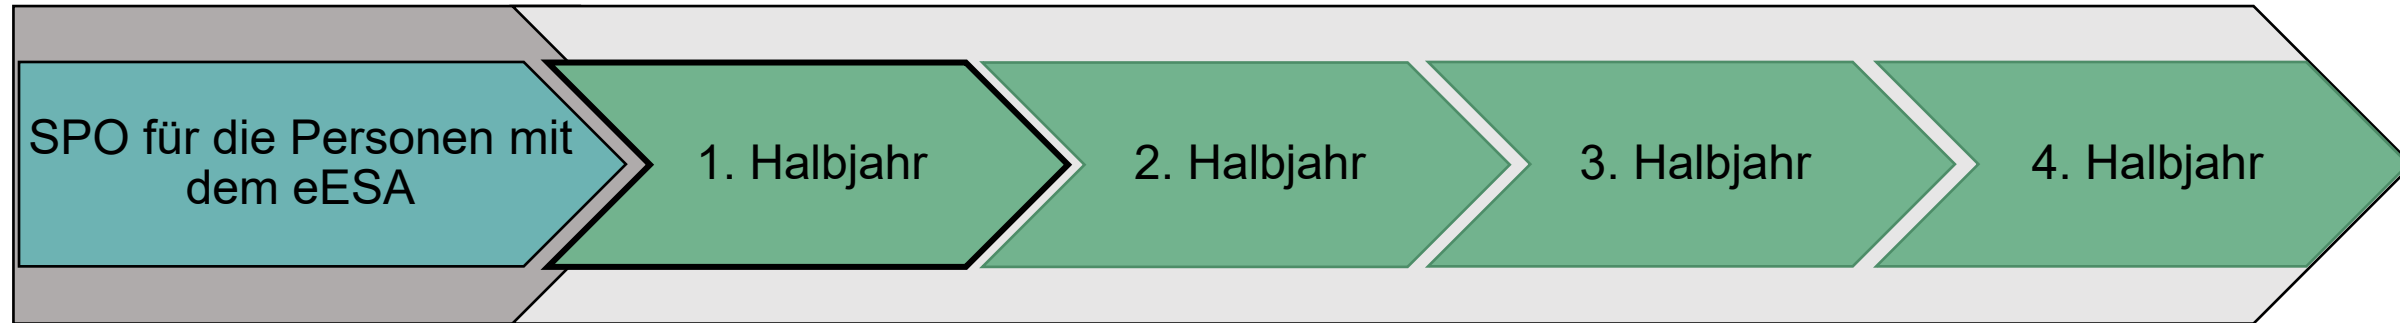 SPO für die Personen mit
dem eESA
1. Halbjahr
2. Halbjahr
3. Halbjahr
4. Halbjahr